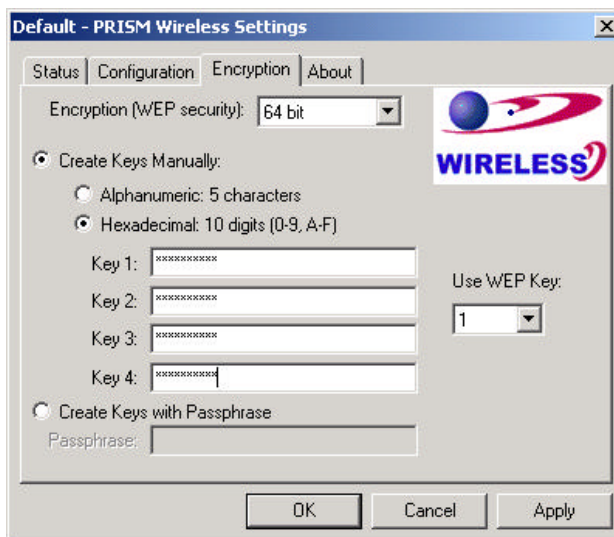 Default - PRISM Wireless Settings
Status Configuration Encryption About
Encryption (WEP security): 64 bit
WIRELESS
Create Keys Manually:
Alphanumeric: 5 characters
Hexadecimal: 10 digits (0-9, A-F)
Key 1: **********
Key 2: **********
Use WEP Key:
1
Key 3: **********
Key 4: **********
Create Keys with Passphrase
Passphrase:
OK Cancel Apply